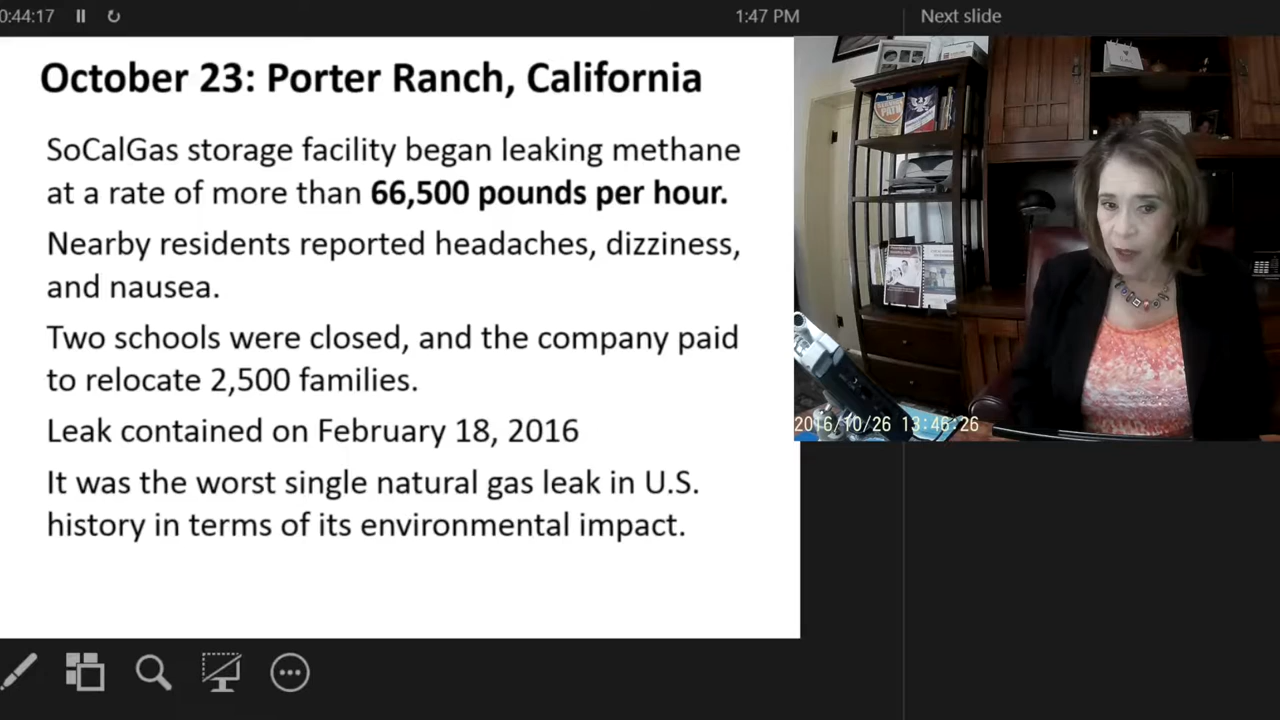 0:44:17
1:47 PM
Next slide
October 23: Porter Ranch, California
SoCalGas storage facility began leaking methane
at a rate of more than 66,500 pounds per hour.
Nearby residents reported headaches, dizziness,
and nausea.
Two schools were closed, and the company paid
to relocate 2,500 families.
Leak contained on February 18, 2016
It was the worst single natural gas leak in U.S.
history in terms of its environmental impact.
2016/10/26 13:46:26